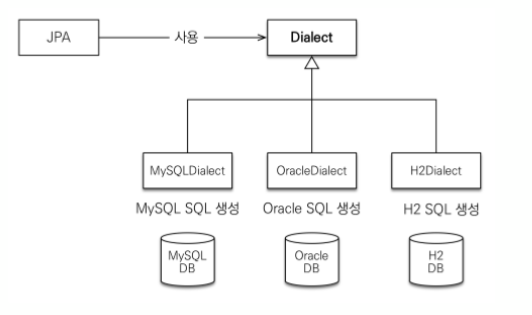 JPA
사용
Dialect
MySQLDialect
OracleDialect
H2Dialect
MySQL SQL 생성
Oracle SQL 생성
H2 SQL 생성
MySQL
DB
Oracle
DB
H2
DB